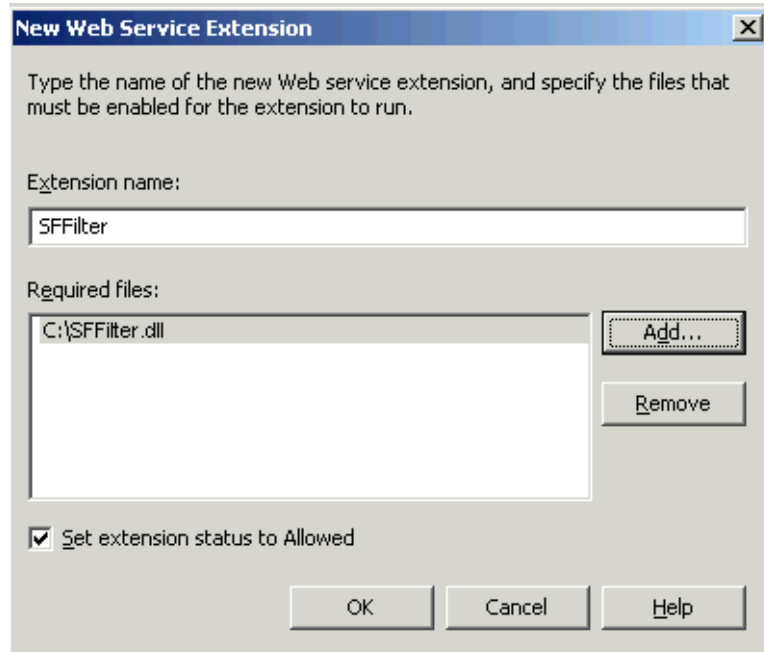 New Web Service Extension
Type the name of the new Web service extension, and specify the files that
must be enabled for the extension to run.
Extension name:
SFFilter
Required files:
C:\SFFilter.dll
Add...
Remove
Set extension status to Allowed
OK
Cancel
Help